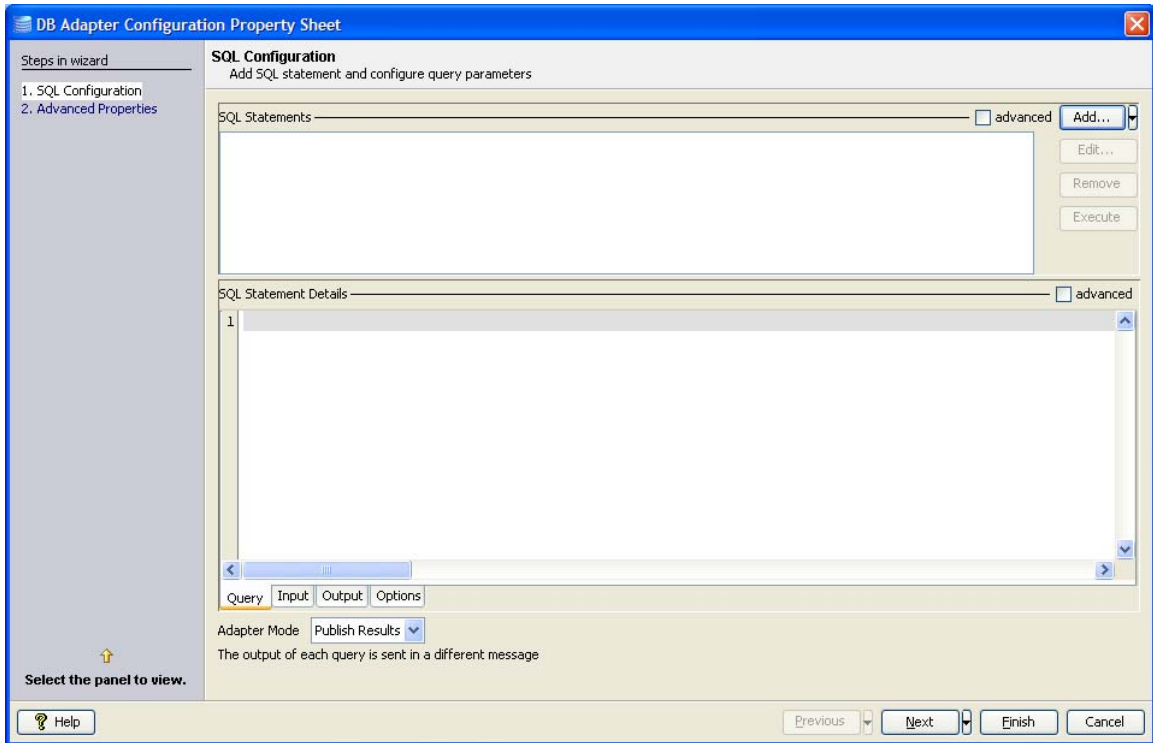 DB Adapter Configuration Property Sheet
Steps in wizard
1. SQL Configuration
2. Advanced Properties
SQL Configuration
Add SQL statement and configure query parameters
SQL Statements
advanced
Add...
Edit...
Remove
Execute
SQL Statement Details
advanced
1
Query Input Output Options
Adapter Mode Publish Results
The output of each query is sent in a different message
Select the panel to view.
Help
Previous Next Finish Cancel